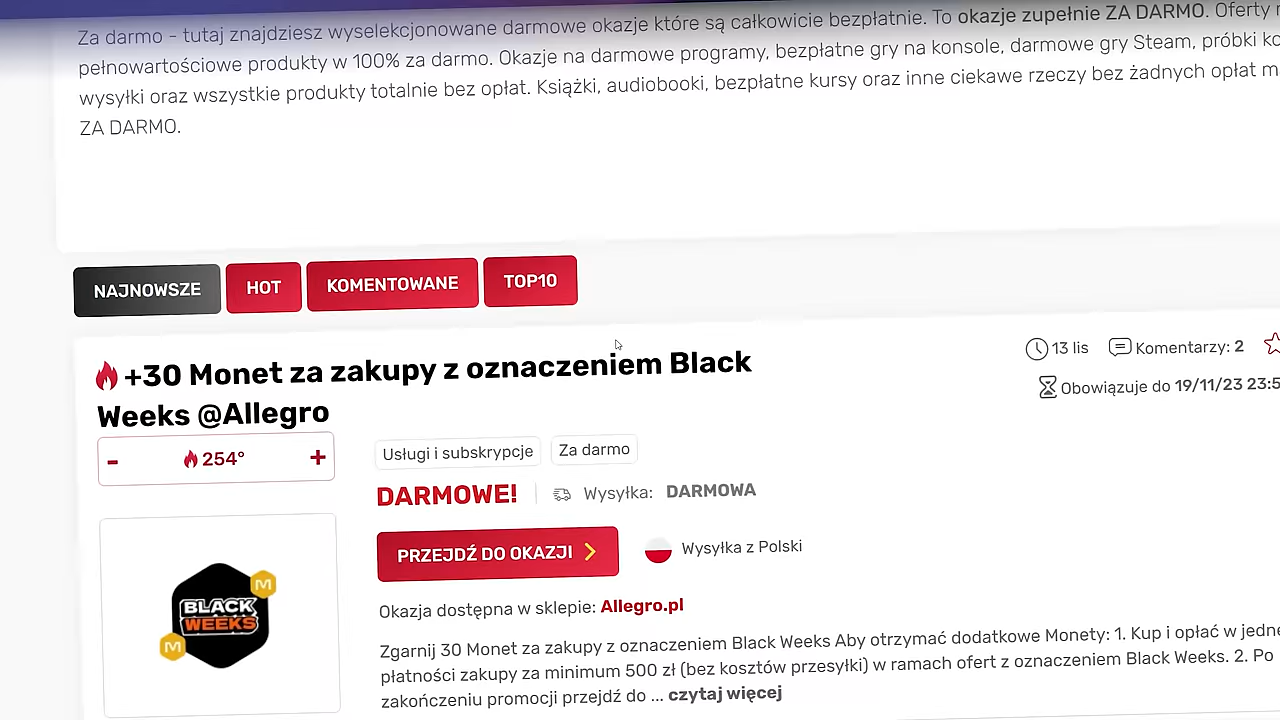 Za darmo - tutaj znajdziesz wyselekcjonowane darmowe okazje które są całkowicie bezpłatnie. To okazje zupełnie ZA DARMO. Oferty
pełnowartościowe produkty w 100% za darmo. Okazje na darmowe programy, bezpłatne gry na konsole, darmowe gry Steam, próbki
wysyłki oraz wszystkie produkty totalnie bez opłat. Książki, audiobooki, bezpłatne kursy oraz inne ciekawe rzeczy bez żadnych opłat
ZA DARMO.
NAJNOWSZE HOT KOMENTOWANE TOP10
+30 Monet za zakupy z oznaczeniem Black
Weeks @Allegro
13 lis Komentarzy: 2
Obowiązuje do 19/11/23 23:5
- 254° +
Usługi i subskrypcje Za darmo
DARMOWE! Wysyłka: DARMOWA
PRZEJDŹ DO OKAZJI Wysyłka z Polski
M
BLACK
WEEKS
M
Okazja dostępna w sklepie: Allegro.pl
Zgarnij 30 Monet za zakupy z oznaczeniem Black Weeks Aby otrzymać dodatkowe Monety: 1. Kup i opłać w
płatności zakupy za minimum 500 zł (bez kosztów przesyłki) w ramach ofert z oznaczeniem Black Weeks. 2. Po
zakończeniu promocji przejdź do ... czytaj więcej